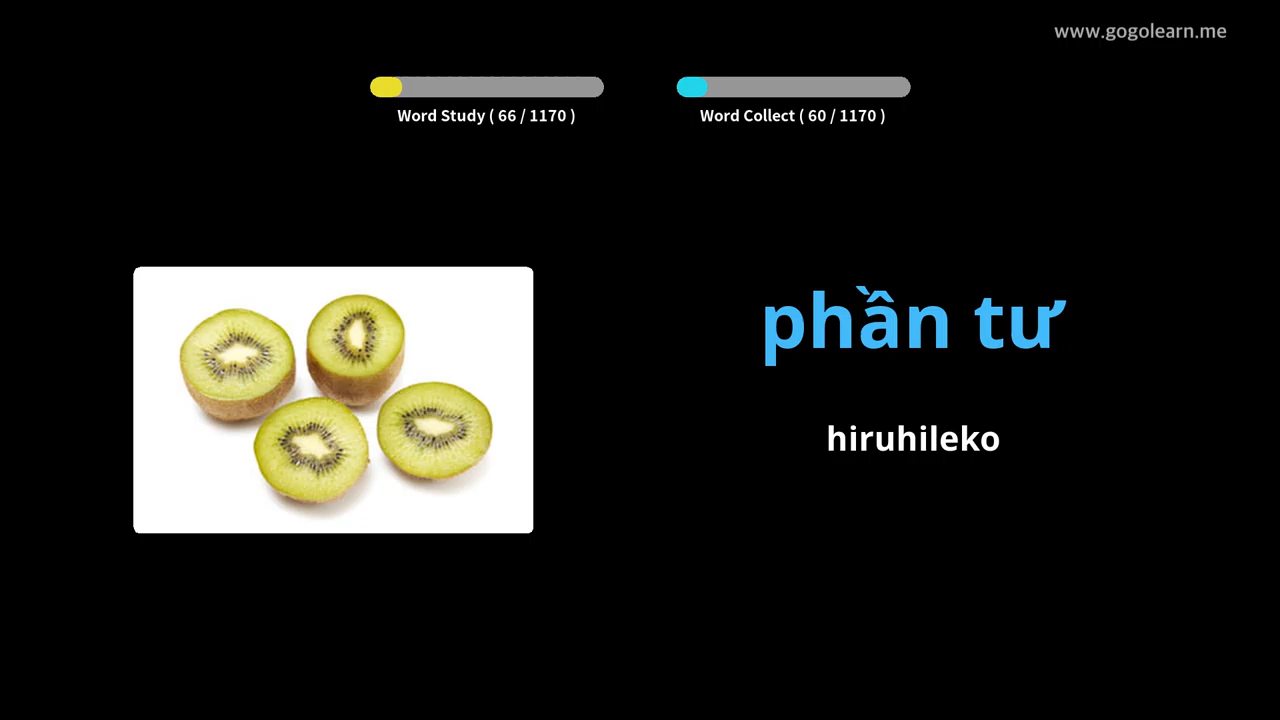 www.gogolearn.me
Word Study ( 66 / 1170 )
Word Collect ( 60 / 1170 )
phần tư
hiruhileko